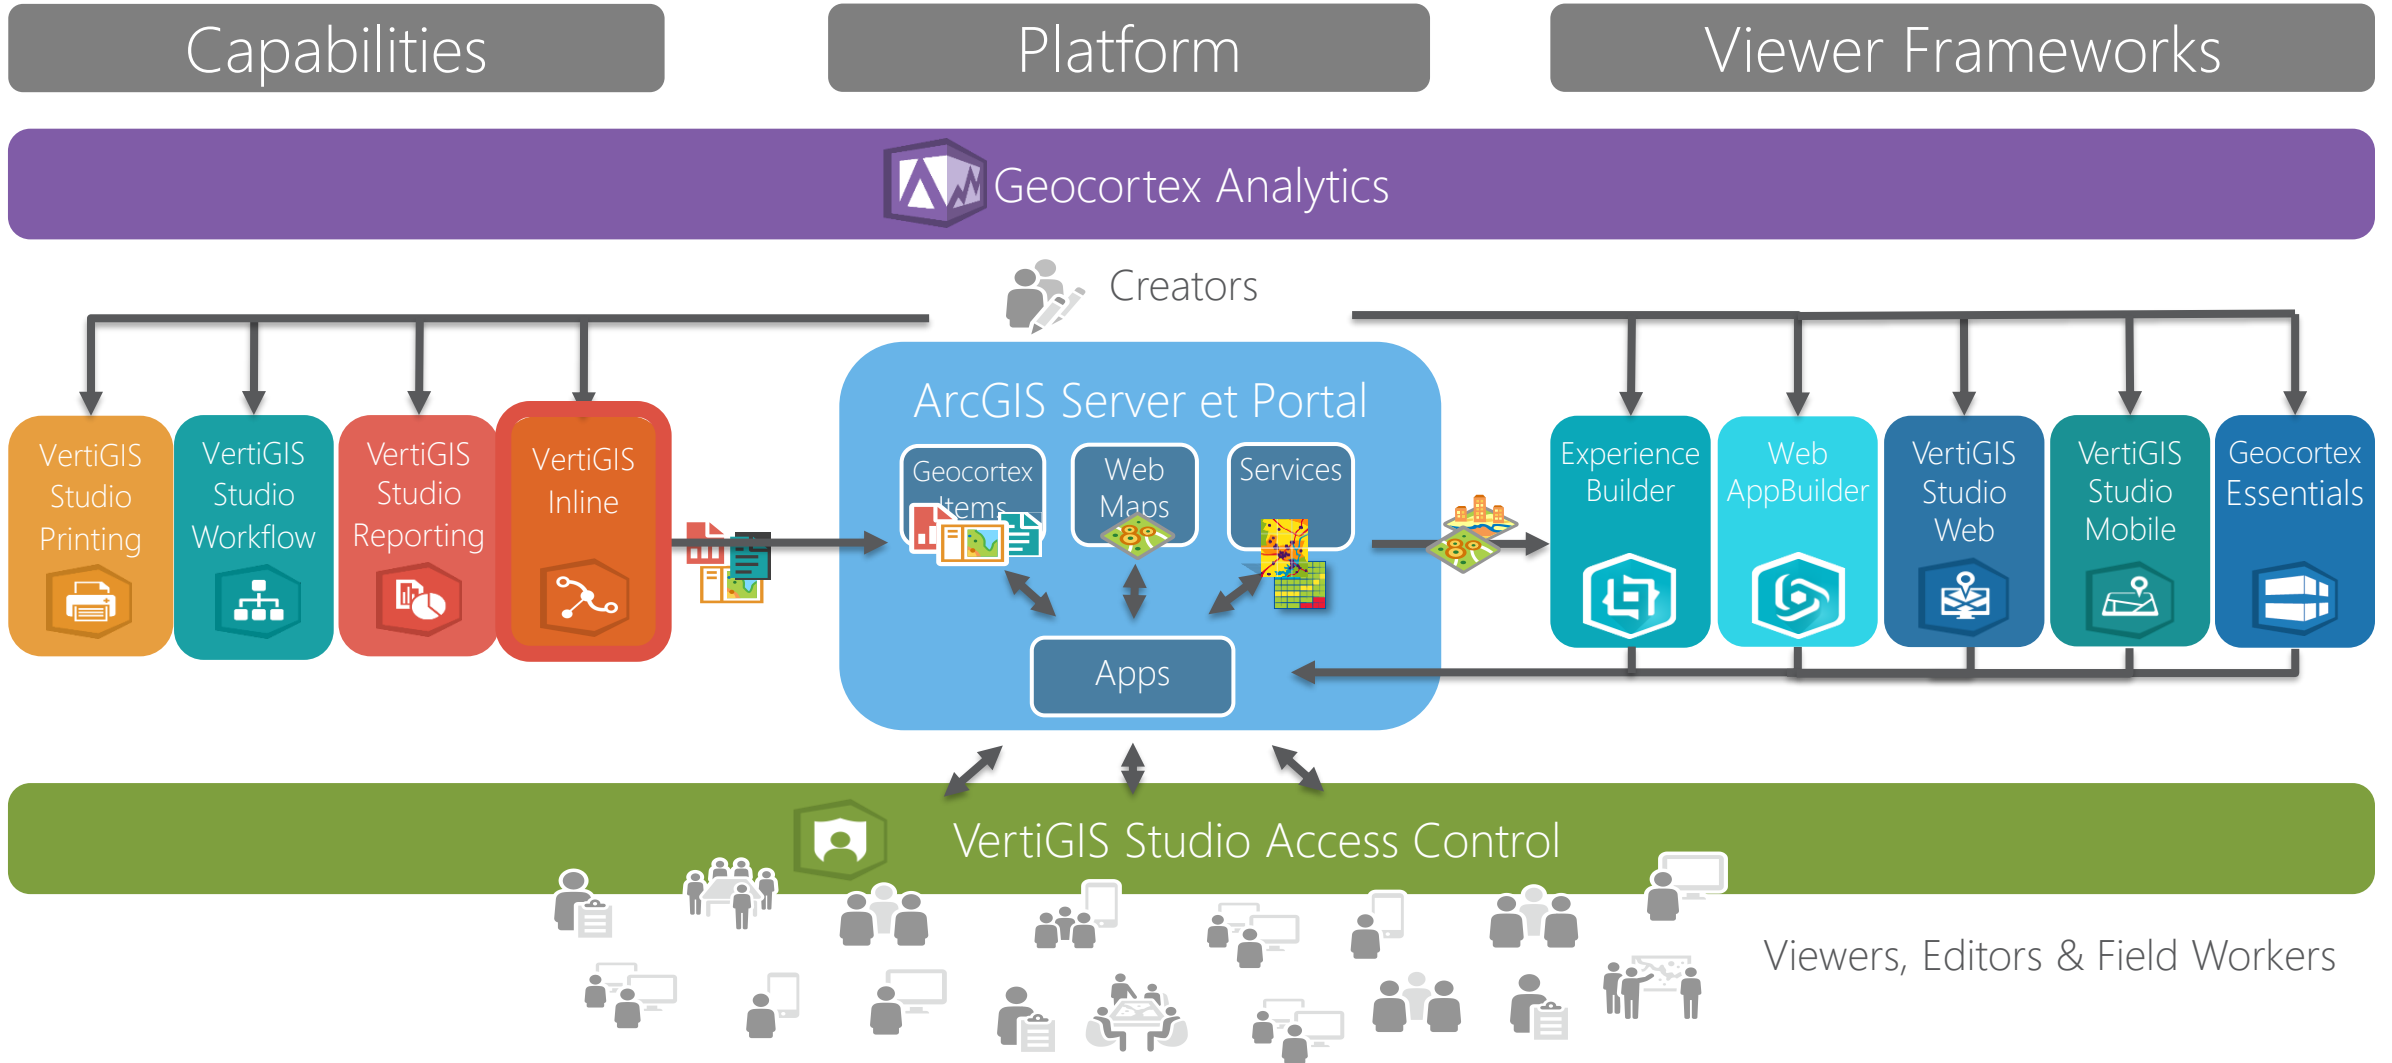 Capabilities
Platform
Viewer Frameworks
Geocortex Analytics
Creators
ArcGIS Server et Portal
VertiGIS
Studio
Printing
VertiGIS
Studio
Workflow
VertiGIS
Studio
Reporting
VertiGIS
Inline
Geocortex
Items
Web
Maps
Services
Apps
Experience
Builder
Web
AppBuilder
VertiGIS
Studio
Web
VertiGIS
Studio
Mobile
Geocortex
Essentials
VertiGIS Studio Access Control
Viewers, Editors & Field Workers